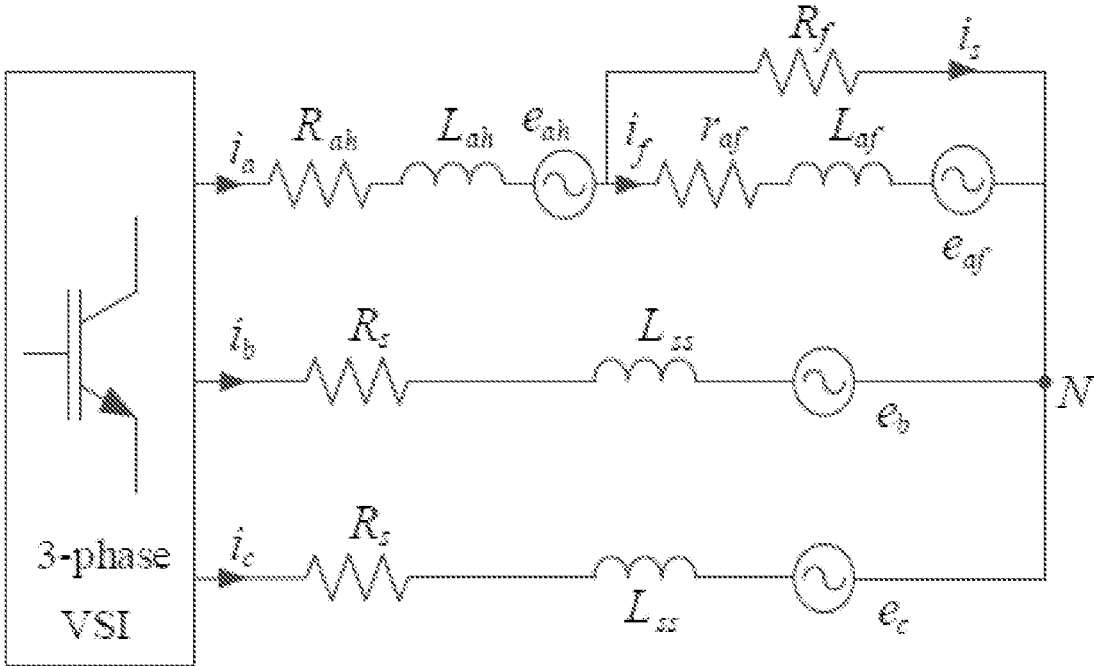 R_f
i_s
i_a
R_ah
L_ah
e_ah
i_f
r_af
L_af
e_af
i_b
R_s
L_ss
e_b
N
i_c
R_s
L_ss
e_c
3-phase
VSI